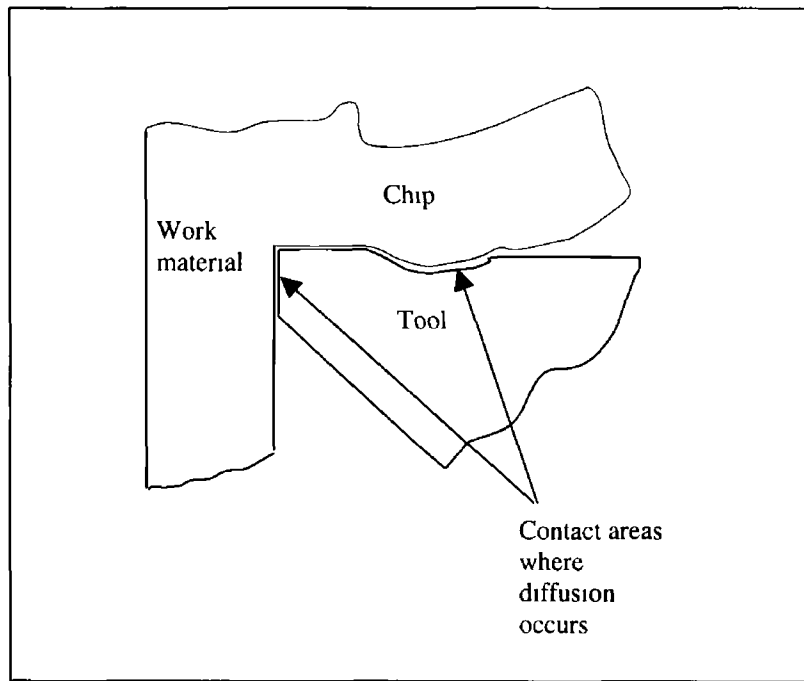 Chip
Work
material
Tool
Contact areas
where
diffusion
occurs